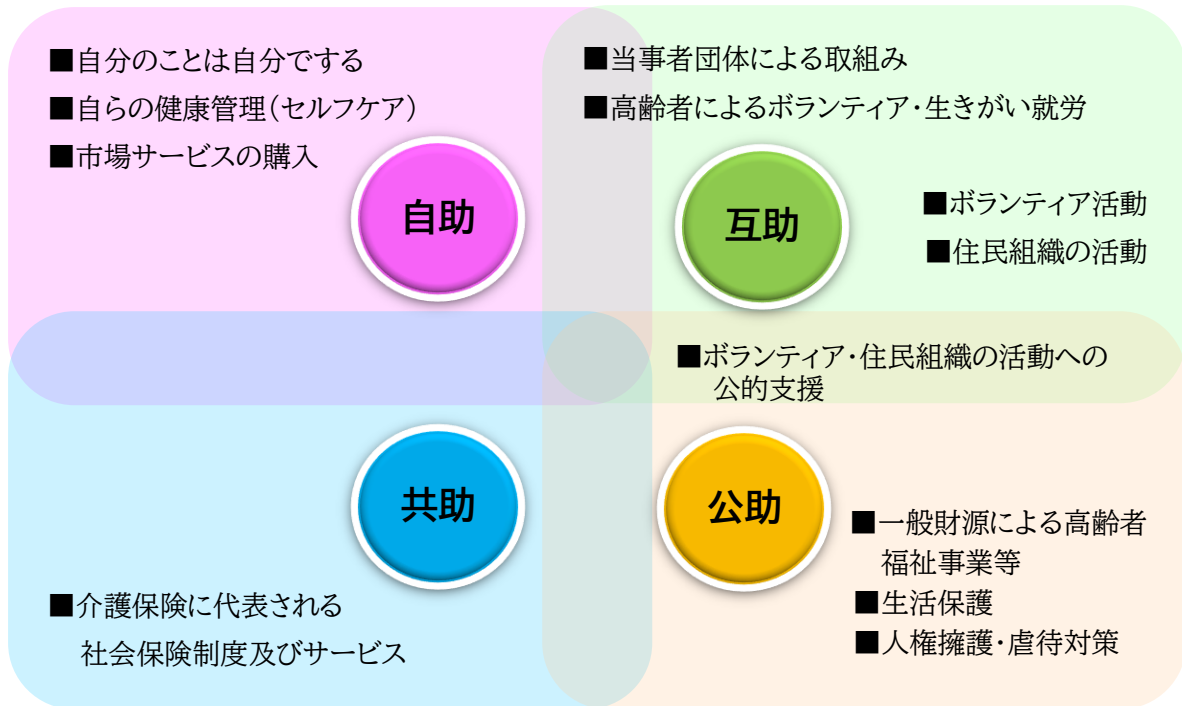 ■自分のことは自分でする
■自らの健康管理（セルフケア）
■市場サービスの購入
自助
■当事者団体による取組み
■高齢者によるボランティア・生きがい就労
互助
■ボランティア活動
■住民組織の活動
■ボランティア・住民組織の活動への
公的支援
共助
■介護保険に代表される
社会保険制度及びサービス
公助
■一般財源による高齢者
福祉事業等
■生活保護
■人権擁護・虐待対策